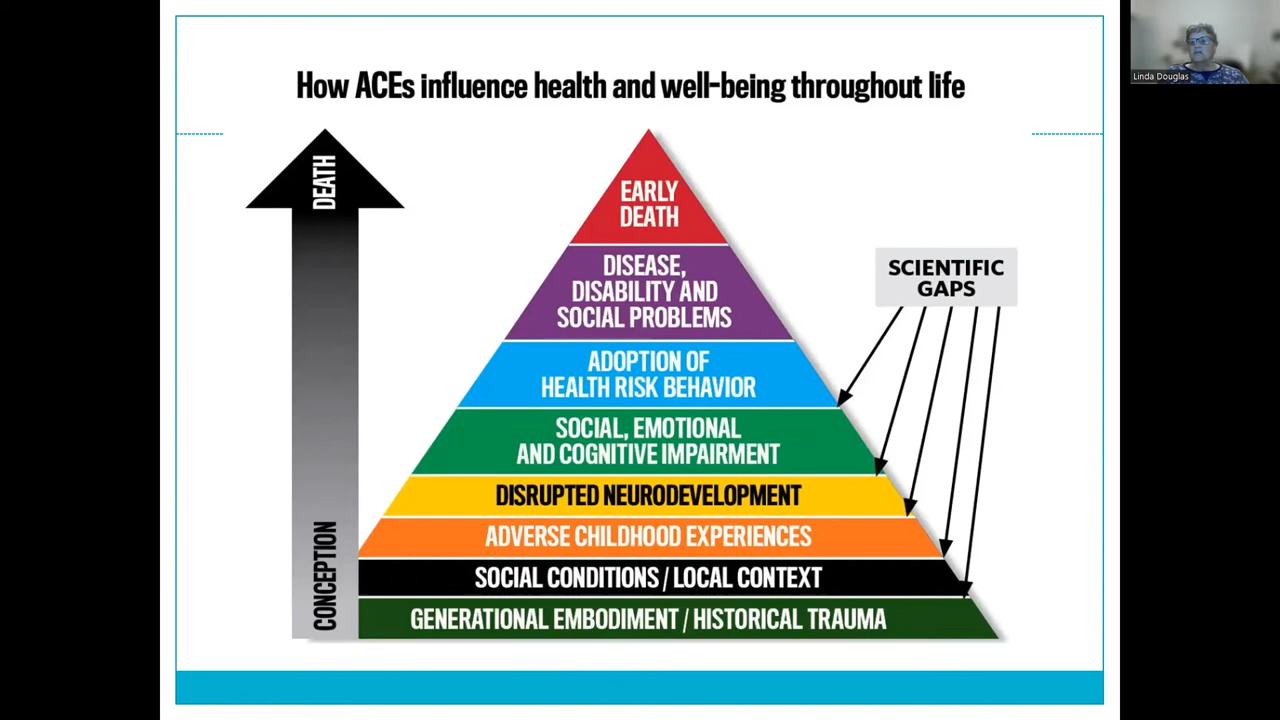 Linda Douglas
How ACEs influence health and well-being throughout life
DEATH
CONCEPTION
EARLY
DEATH
DISEASE,
DISABILITY AND
SOCIAL PROBLEMS
ADOPTION OF
HEALTH RISK BEHAVIOR
SOCIAL, EMOTIONAL
AND COGNITIVE IMPAIRMENT
DISRUPTED NEURODEVELOPMENT
ADVERSE CHILDHOOD EXPERIENCES
SOCIAL CONDITIONS / LOCAL CONTEXT
GENERATIONAL EMBODIMENT / HISTORICAL TRAUMA
SCIENTIFIC
GAPS